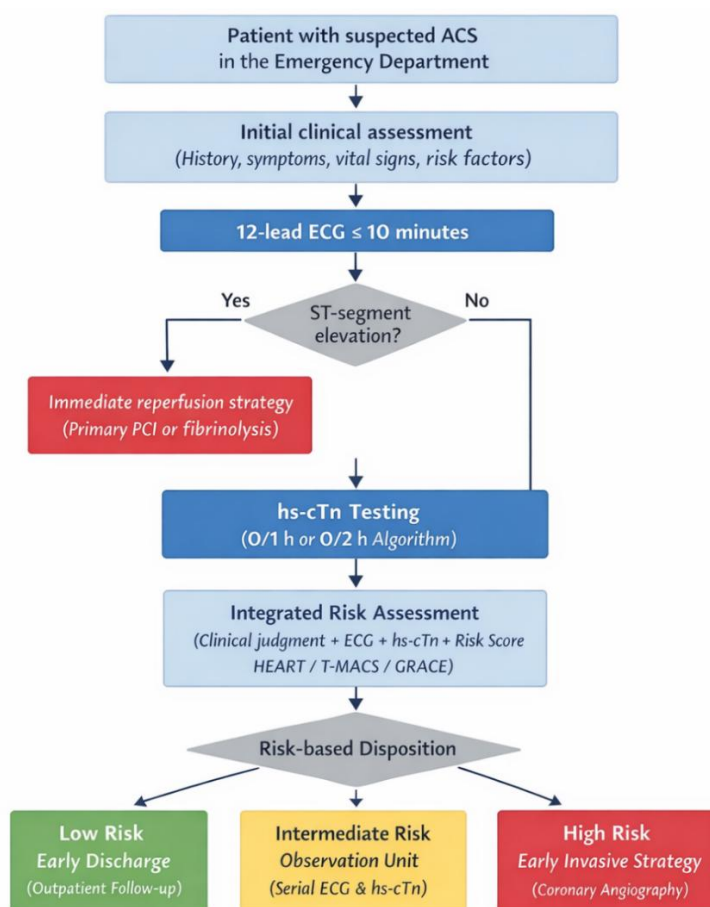 Patient with suspected ACS
in the Emergency Department
Initial clinical assessment
(History, symptoms, vital signs, risk factors)
12-lead ECG ≤ 10 minutes
Yes
No
ST-segment
elevation?
Immediate reperfusion strategy
(Primary PCI or fibrinolysis)
hs-cTn Testing
(0/1 h or 0/2 h Algorithm)
Integrated Risk Assessment
(Clinical judgment + ECG + hs-cTn + Risk Score
HEART / T-MACS / GRACE)
Risk-based Disposition
Low Risk
Early Discharge
(Outpatient Follow-up)
Intermediate Risk
Observation Unit
(Serial ECG & hs-cTn)
High Risk
Early Invasive Strategy
(Coronary Angiography)